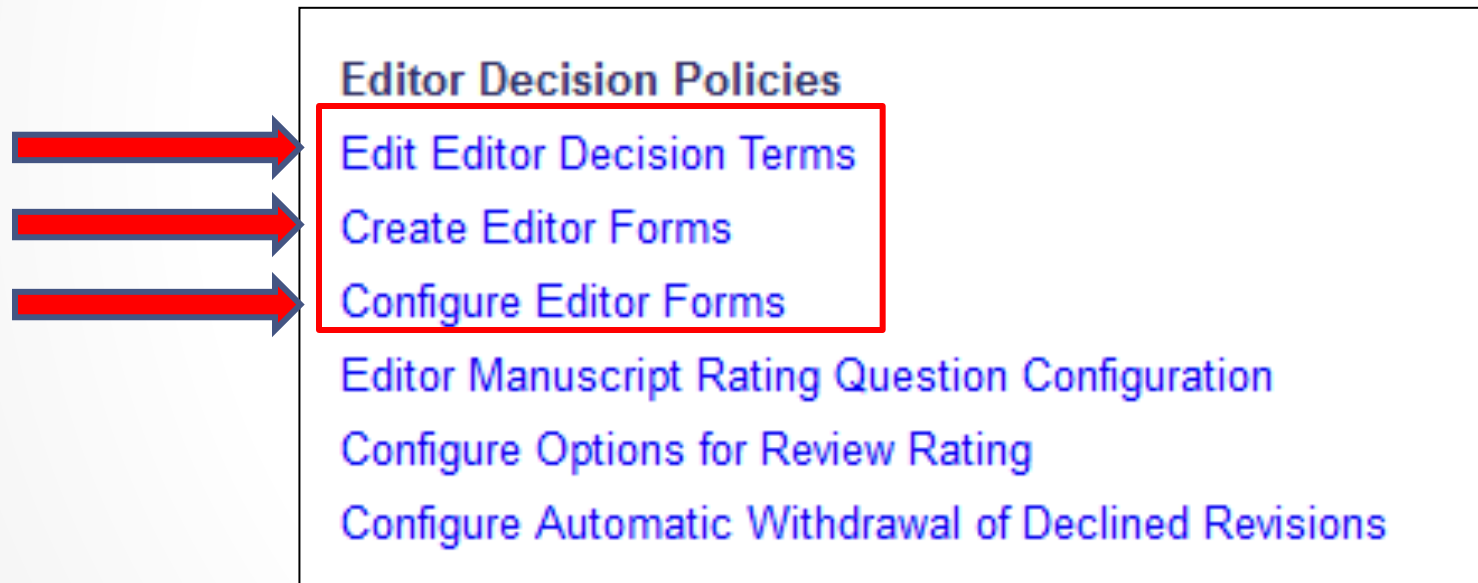 Editor Decision Policies
Edit Editor Decision Terms
Create Editor Forms
Configure Editor Forms
Editor Manuscript Rating Question Configuration
Configure Options for Review Rating
Configure Automatic Withdrawal of Declined Revisions